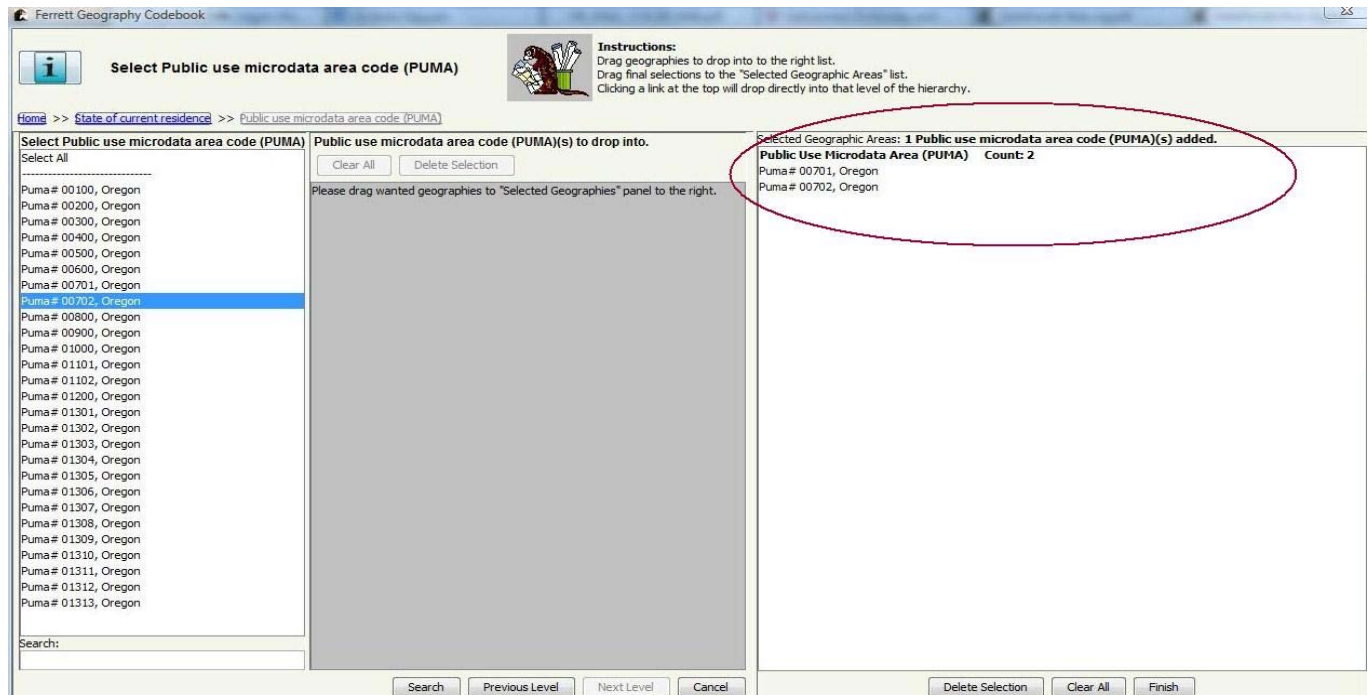 Ferrett Geography Codebook
Select Public use microdata area code (PUMA)
Instructions:
Drag geographies to drop into to the right list.
Drag final selections to the "Selected Geographic Areas" list.
Clicking a link at the top will drop directly into that level of the hierarchy.
Home >> State of current residence >> Public use microdata area code (PUMA)
Select Public use microdata area code (PUMA)
Select All
------------------------------
Puma# 00100, Oregon
Puma# 00200, Oregon
Puma# 00300, Oregon
Puma# 00400, Oregon
Puma# 00500, Oregon
Puma# 00600, Oregon
Puma# 00701, Oregon
Puma# 00702, Oregon
Puma# 00800, Oregon
Puma# 00900, Oregon
Puma# 01000, Oregon
Puma# 01101, Oregon
Puma# 01102, Oregon
Puma# 01200, Oregon
Puma# 01301, Oregon
Puma# 01302, Oregon
Puma# 01303, Oregon
Puma# 01304, Oregon
Puma# 01305, Oregon
Puma# 01306, Oregon
Puma# 01307, Oregon
Puma# 01308, Oregon
Puma# 01309, Oregon
Puma# 01310, Oregon
Puma# 01311, Oregon
Puma# 01312, Oregon
Puma# 01313, Oregon
Search:
Public use microdata area code (PUMA)(s) to drop into.
Clear All Delete Selection
Please drag wanted geographies to "Selected Geographies" panel to the right.
Search Previous Level Next Level Cancel
Selected Geographic Areas: 1 Public use microdata area code (PUMA)(s) added.
Public Use Microdata Area (PUMA) Count: 2
Puma# 00701, Oregon
Puma# 00702, Oregon
Delete Selection Clear All Finish